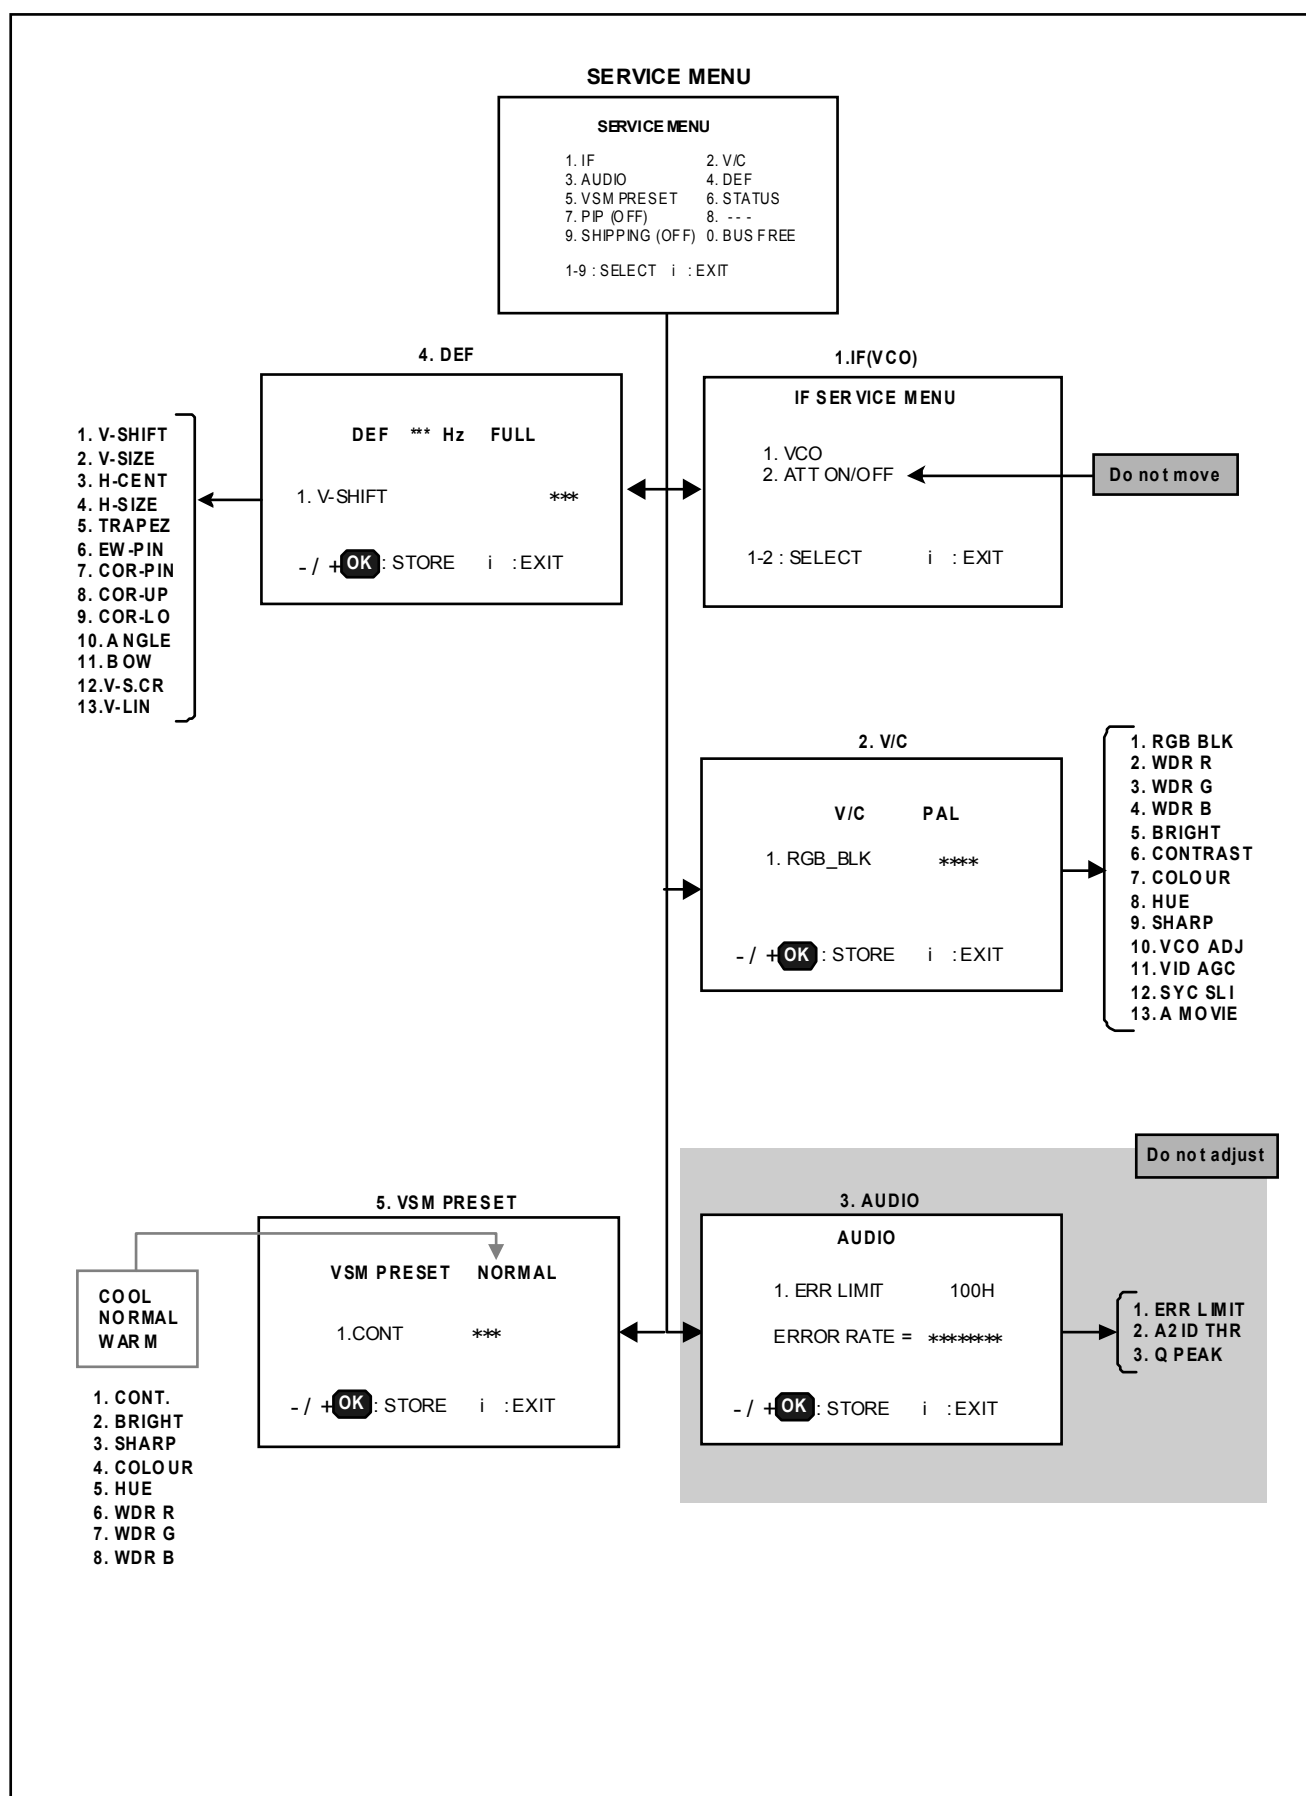 SERVICE MENU
SERVICE MENU
1. IF 2. V/C
3. AUDIO 4. DEF
5. VSM PRESET 6. STATUS
7. PIP (OFF) 8. ---
9. SHIPPING (OFF) 0. BUS FREE
1-9 : SELECT i : EXIT
4. DEF
DEF *** Hz FULL
1. V-SHIFT ***
- / + OK : STORE i : EXIT
1. V-SHIFT
2. V-SIZE
3. H-CENT
4. H-SIZE
5. TRAPEZ
6. EW-PIN
7. COR-PIN
8. COR-UP
9. COR-LO
10. ANGLE
11. BOW
12.V-S.CR
13.V-LIN
1.IF(VCO)
IF SERVICE MENU
1. VCO
2. ATT ON/OFF
1-2 : SELECT i : EXIT
Do not move
2. V/C
V/C PAL
1. RGB_BLK ****
- / + OK : STORE i : EXIT
1. RGB BLK
2. WDR R
3. WDR G
4. WDR B
5. BRIGHT
6. CONTRAST
7. COLOUR
8. HUE
9. SHARP
10. VCO ADJ
11. VID AGC
12. SYC SLI
13. A MOVIE
5. VSM PRESET
VSM PRESET NORMAL
1.CONT ***
- / + OK : STORE i : EXIT
COOL
NORMAL
WARM
1. CONT.
2. BRIGHT
3. SHARP
4. COLOUR
5. HUE
6. WDR R
7. WDR G
8. WDR B
Do not adjust
3. AUDIO
AUDIO
1. ERR LIMIT 100H
ERROR RATE = ********
- / + OK : STORE i : EXIT
1. ERR LIMIT
2. A2 ID THR
3. Q PEAK